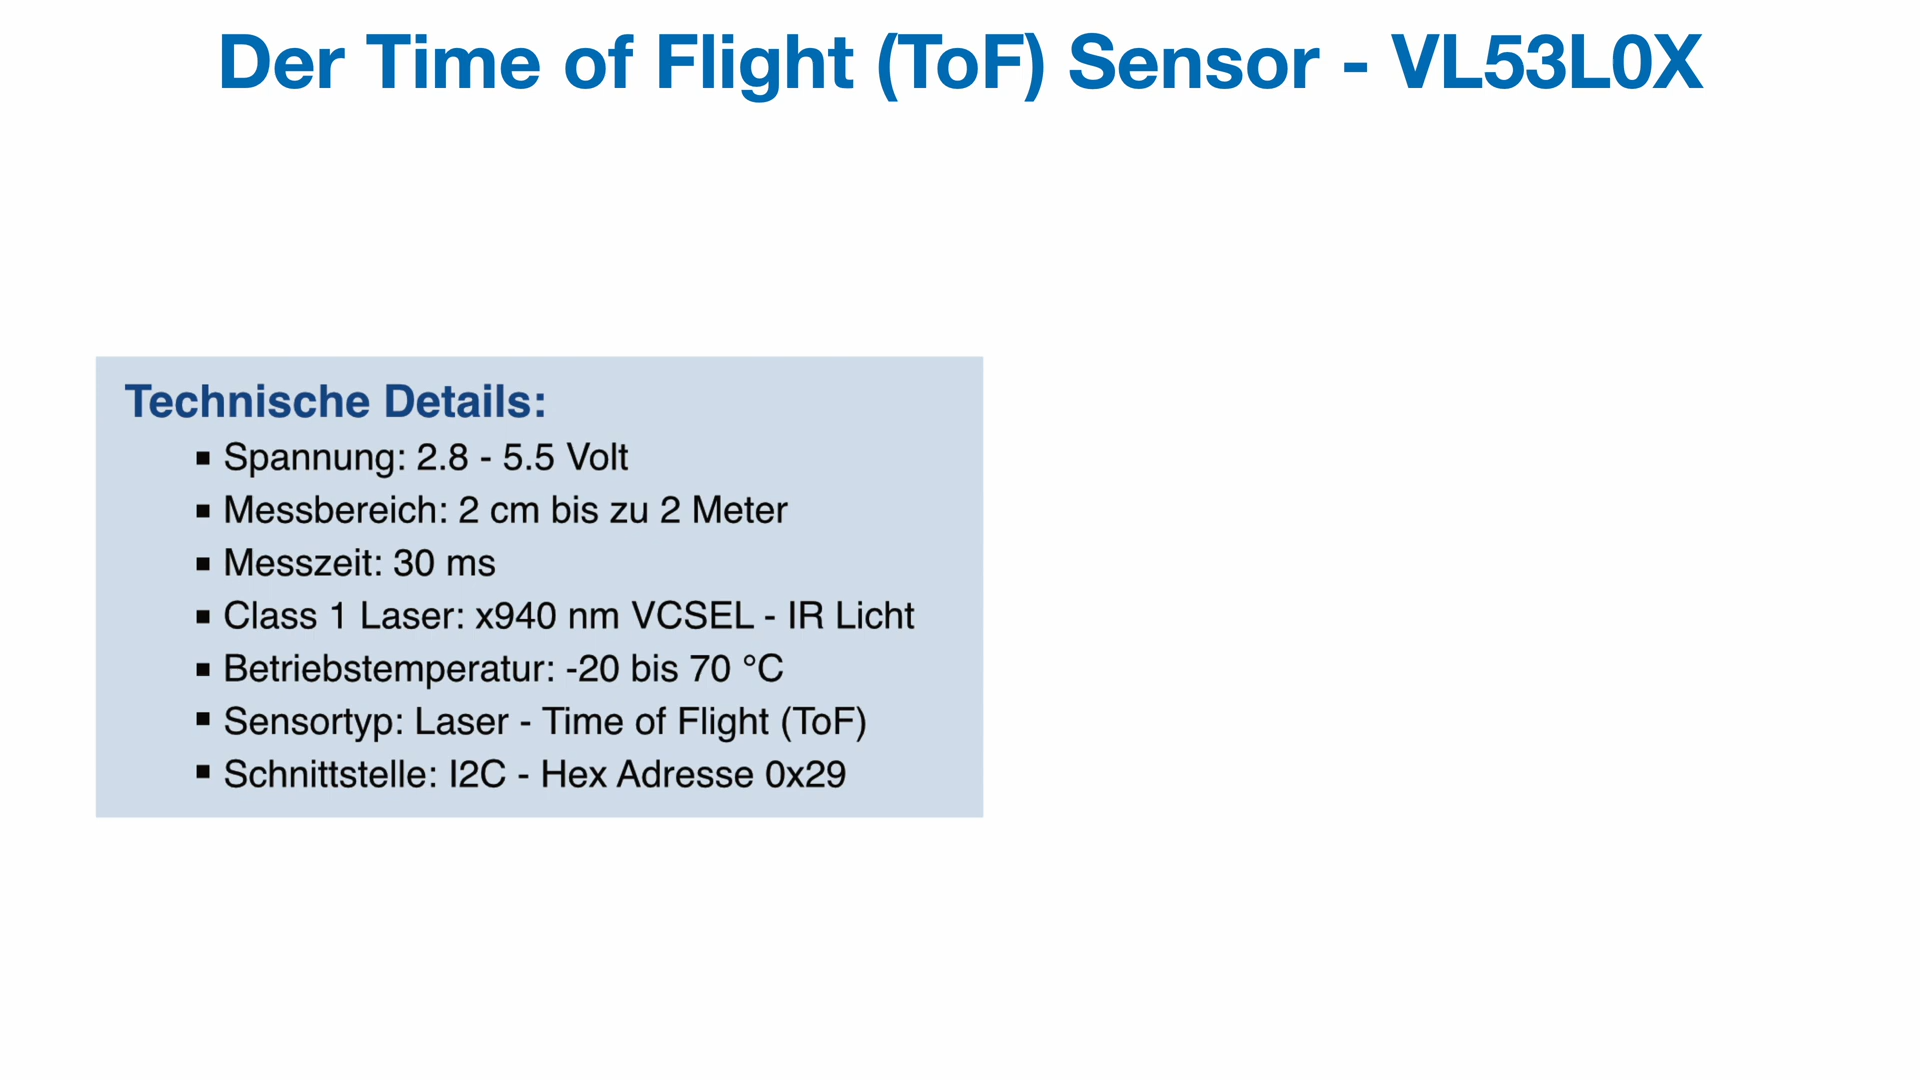 Der Time of Flight (ToF) Sensor - VL53L0X
Technische Details:
▪ Spannung: 2.8 - 5.5 Volt
▪ Messbereich: 2 cm bis zu 2 Meter
▪ Messzeit: 30 ms
▪ Class 1 Laser: x940 nm VCSEL - IR Licht
▪ Betriebstemperatur: -20 bis 70 °C
▪ Sensortyp: Laser - Time of Flight (ToF)
▪ Schnittstelle: I2C - Hex Adresse 0x29